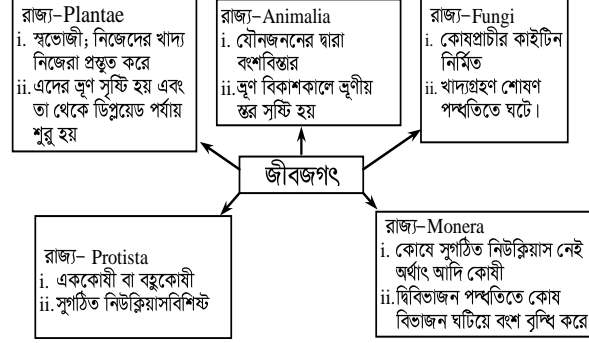 রাজ্য-Plantae
i. স্বভোজী; নিজেদের খাদ্য
নিজেরা প্রস্তুত করে
ii. এদের ভ্রূণ সৃষ্টি হয় এবং
তা থেকে ডিপ্লয়েড পর্যায়
শুরু হয়
রাজ্য-Animalia
i. যৌনজননের দ্বারা
বংশবিস্তার
ii. ভ্রূণ বিকাশকালে ভ্রূণীয়
স্তর সৃষ্টি হয়
রাজ্য-Fungi
i. কোষপ্রাচীর কাইটিন
নির্মিত
ii. খাদ্যগ্রহণ শোষণ
পদ্ধতিতে ঘটে।
জীবজগৎ
রাজ্য- Protista
i. এককোষী বা বহুকোষী
ii. সুগঠিত নিউক্লিয়াসবিশিষ্ট
রাজ্য-Monera
i. কোষে সুগঠিত নিউক্লিয়াস নেই
অর্থাৎ আদি কোষী
ii. দ্বিবিভাজন পদ্ধতিতে কোষ
বিভাজন ঘটিয়ে বংশ বৃদ্ধি করে